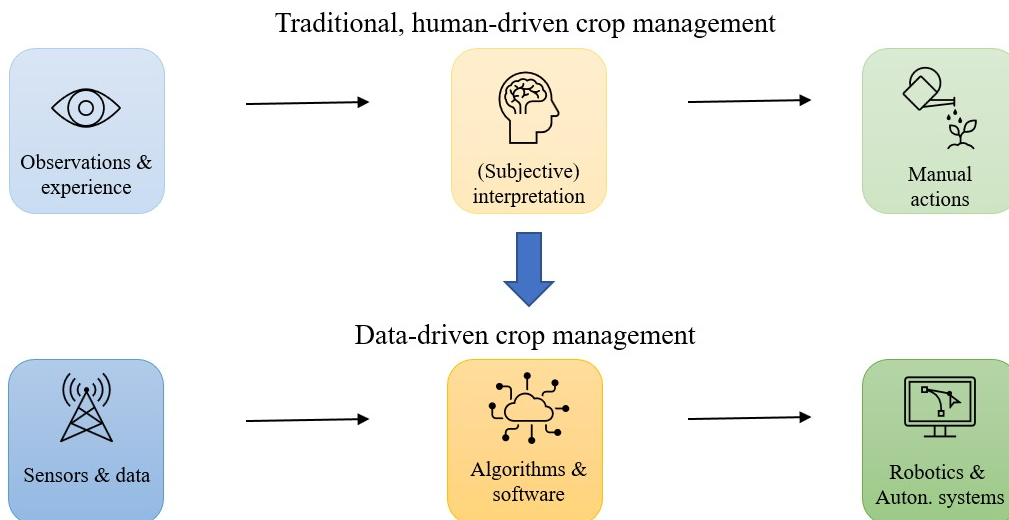 Traditional, human-driven crop management
Observations &
experience
(Subjective)
interpretation
Manual
actions
Data-driven crop management
Sensors & data
Algorithms &
software
Robotics &
Auton. systems